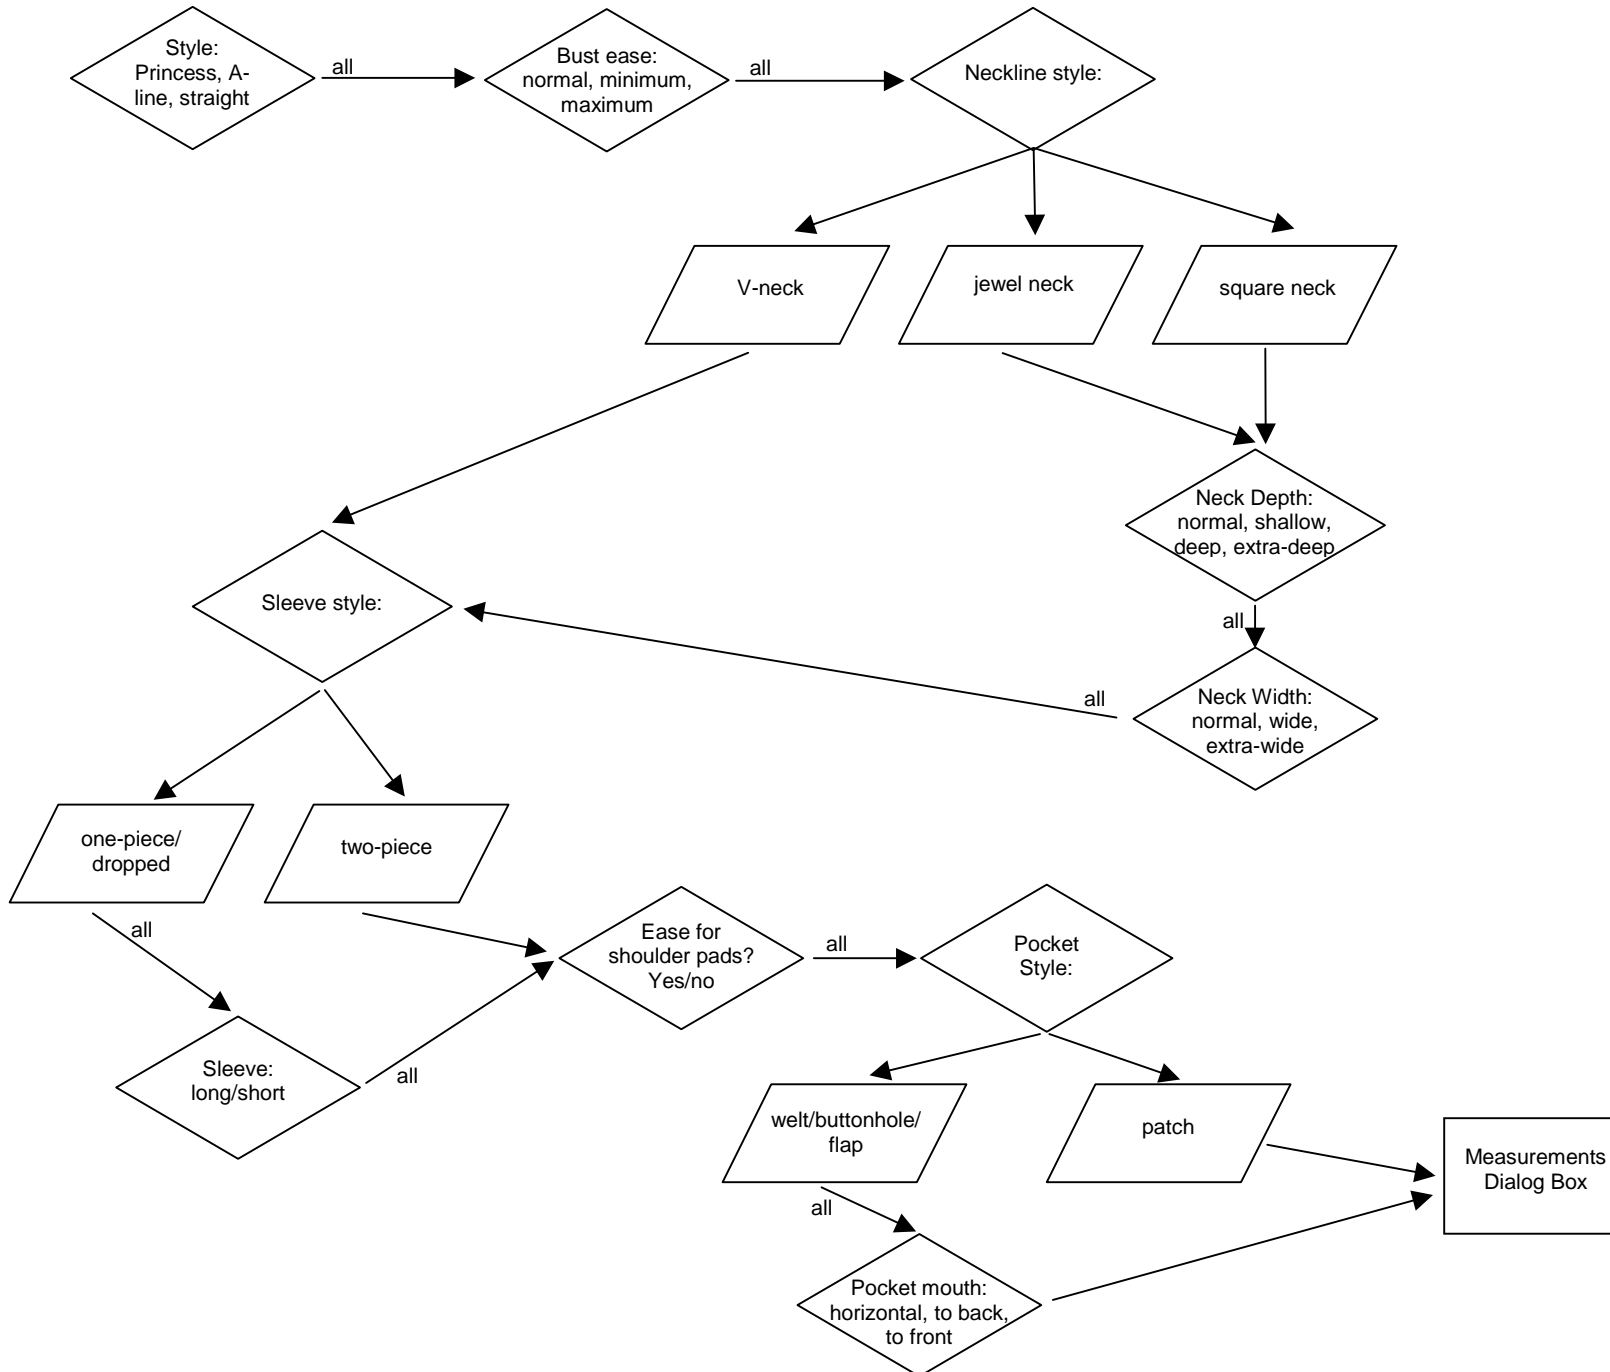 Style:
Princess, A-
line, straight
all
Bust ease:
normal, minimum,
maximum
all
Neckline style:
V-neck
jewel neck
square neck
Neck Depth:
normal, shallow,
deep, extra-deep
all
Neck Width:
normal, wide,
extra-wide
all
Sleeve style:
one-piece/
dropped
two-piece
all
Sleeve:
long/short
all
Ease for
shoulder pads?
Yes/no
all
Pocket
Style:
welt/buttonhole/
flap
patch
all
Pocket mouth:
horizontal, to back,
to front
Measurements
Dialog Box